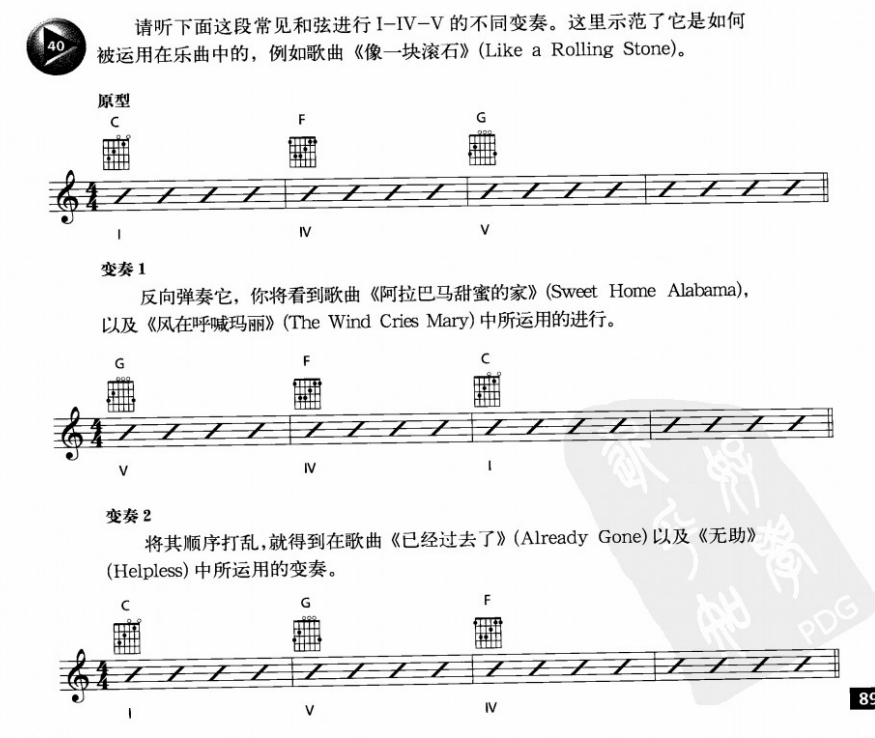 40
请听下面这段常见和弦进行 I-IV-V 的不同变奏。这里示范了它是如何
被运用在乐曲中的，例如歌曲《像一块滚石》(Like a Rolling Stone)。
原型
C F G
4/4
I IV V
变奏 1
反向弹奏它，你将看到歌曲《阿拉巴马甜蜜的家》(Sweet Home Alabama)，
以及《风在呼喊玛丽》(The Wind Cries Mary) 中所运用的进行。
G F C
4/4
V IV I
变奏 2
将其顺序打乱，就得到在歌曲《已经过去了》(Already Gone) 以及《无助》
(Helpless) 中所运用的变奏。
C G F
4/4
I V IV
PDG
89